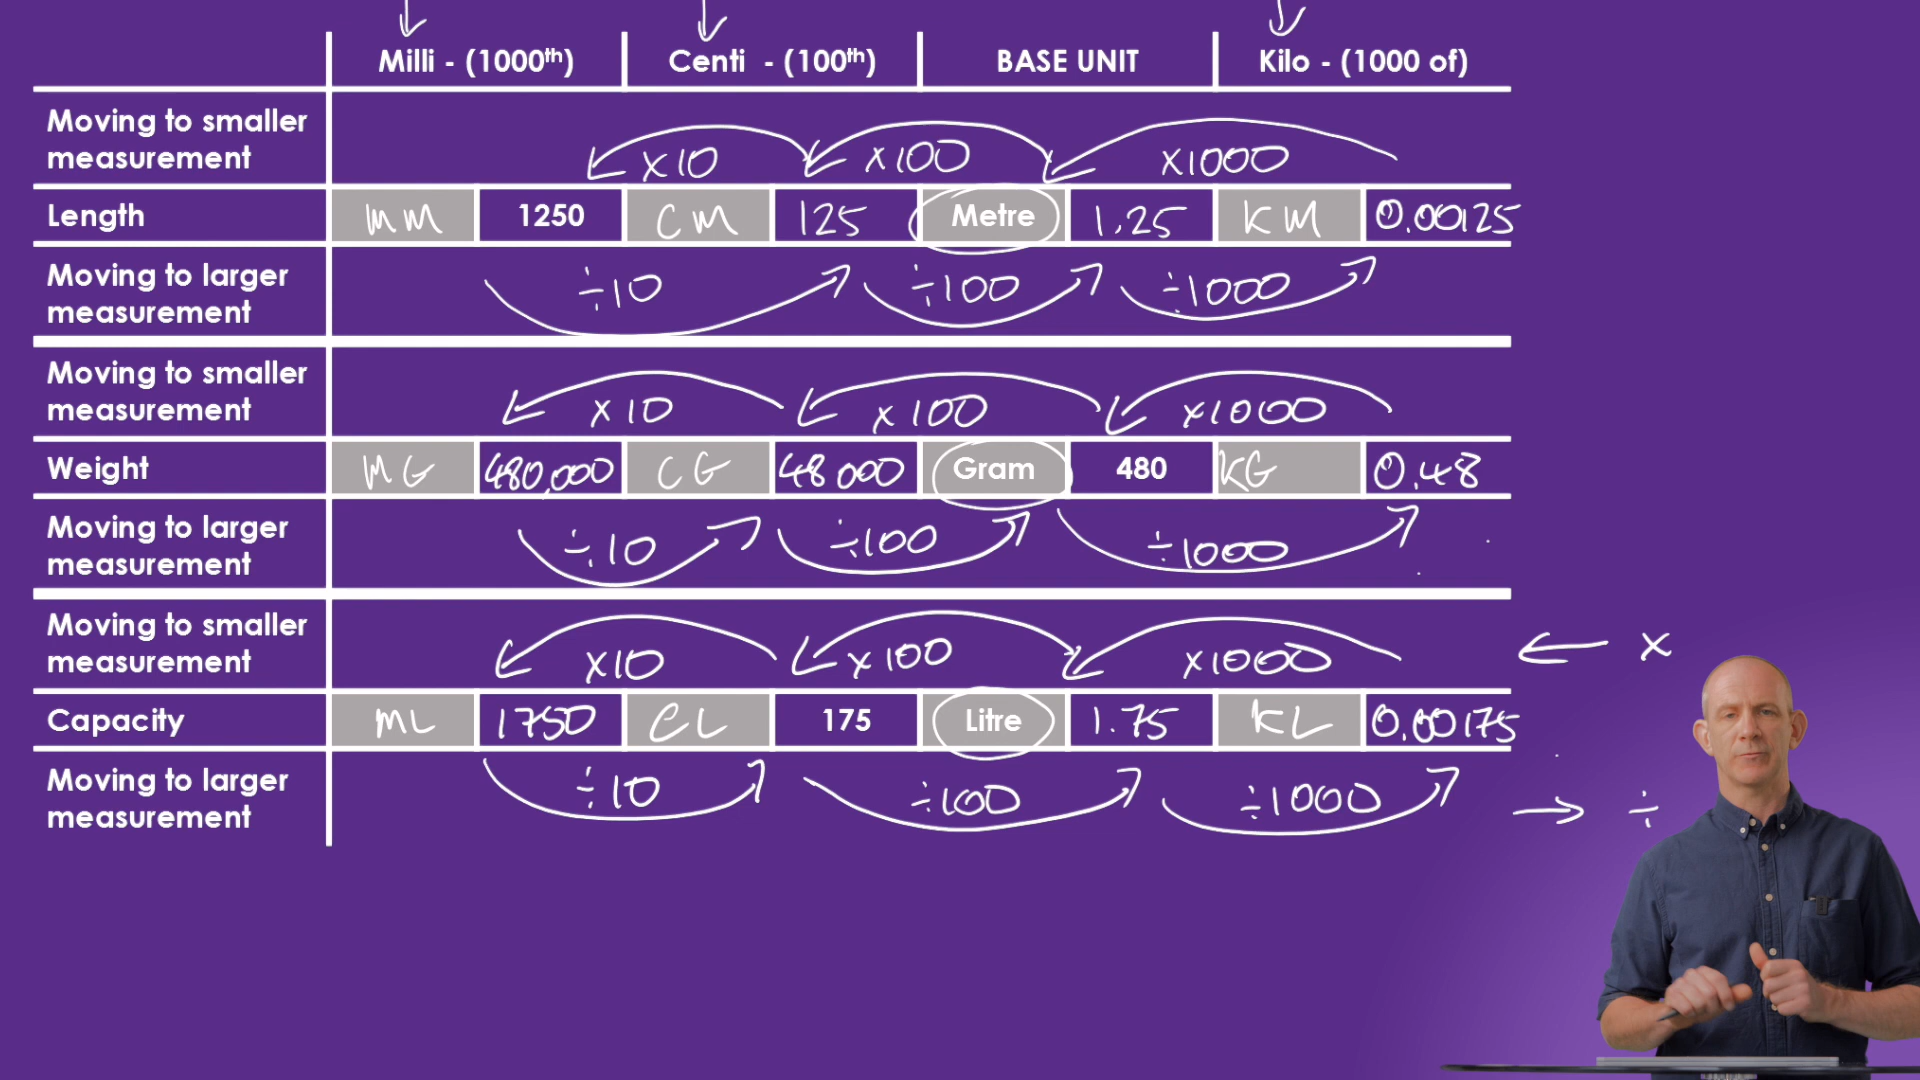 Milli - (1000th) Centi - (100th) BASE UNIT Kilo - (1000 of)
Moving to smaller
measurement
x10 x100 x1000
Length MM 1250 CM 125 Metre 1.25 KM 0.00125
Moving to larger
measurement
÷10 ÷100 ÷1000
Moving to smaller
measurement
x10 x100 x1000
Weight MG 480,000 CG 48000 Gram 480 KG 0.48
Moving to larger
measurement
÷10 ÷100 ÷1000
Moving to smaller
measurement
x10 x100 x1000
← x
Capacity ML 1750 CL 175 Litre 1.75 KL 0.00175
Moving to larger
measurement
÷10 ÷100 ÷1000
→ ÷